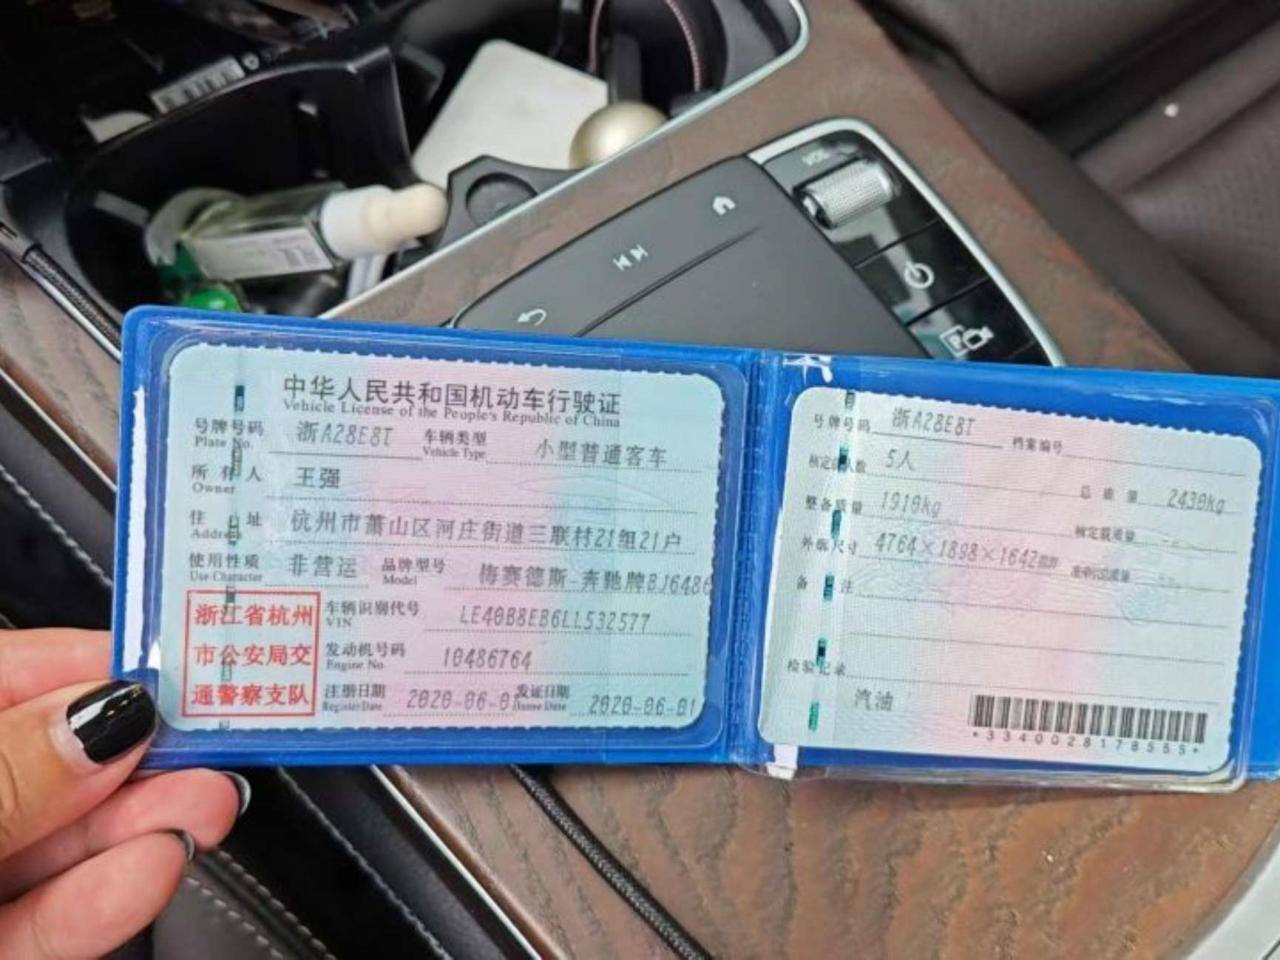 中华人民共和国机动车行驶证
Vehicle License of the People's Republic of China
号牌号码 浙A28E8T 车辆类型 小型普通客车
Plate No. Vehicle Type
所有人 王强
Owner
住址 杭州市萧山区河庄街道三联村21组21户
Address
使用性质 非营运 品牌型号 梅赛德斯-奔驰牌BJ6486
Use Character Model
浙江省杭州
市公安局交
通警察支队
车辆识别代号 LE40B8EB6LL532577
VIN
发动机号码 10486764
Engine No.
注册日期 2020-06-0 发证日期 2020-06-01
Register Date Issue Date
号牌号码 浙A28E8T 档案编号
核定载人数 5人 总质量 2430kg
整备质量 1910kg 核定载质量 --
外廓尺寸 4764×1898×1642mm 准牵引总质量 --
备注
检验记录
汽油
*3340028178555*
VOL
P